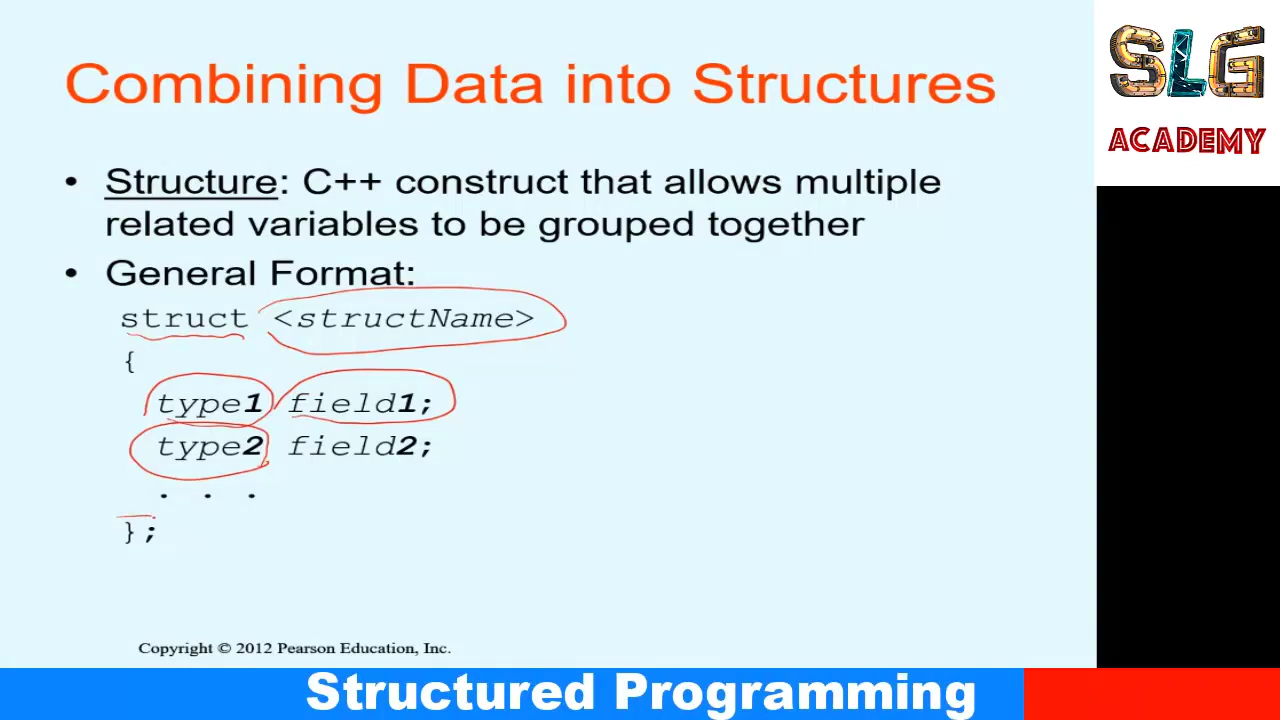 Combining Data into Structures
SLG
ACADEMY
• Structure: C++ construct that allows multiple
related variables to be grouped together
• General Format:
struct <structName>
{
type1 field1;
type2 field2;
. . .
};
Copyright © 2012 Pearson Education, Inc.
Structured Programming